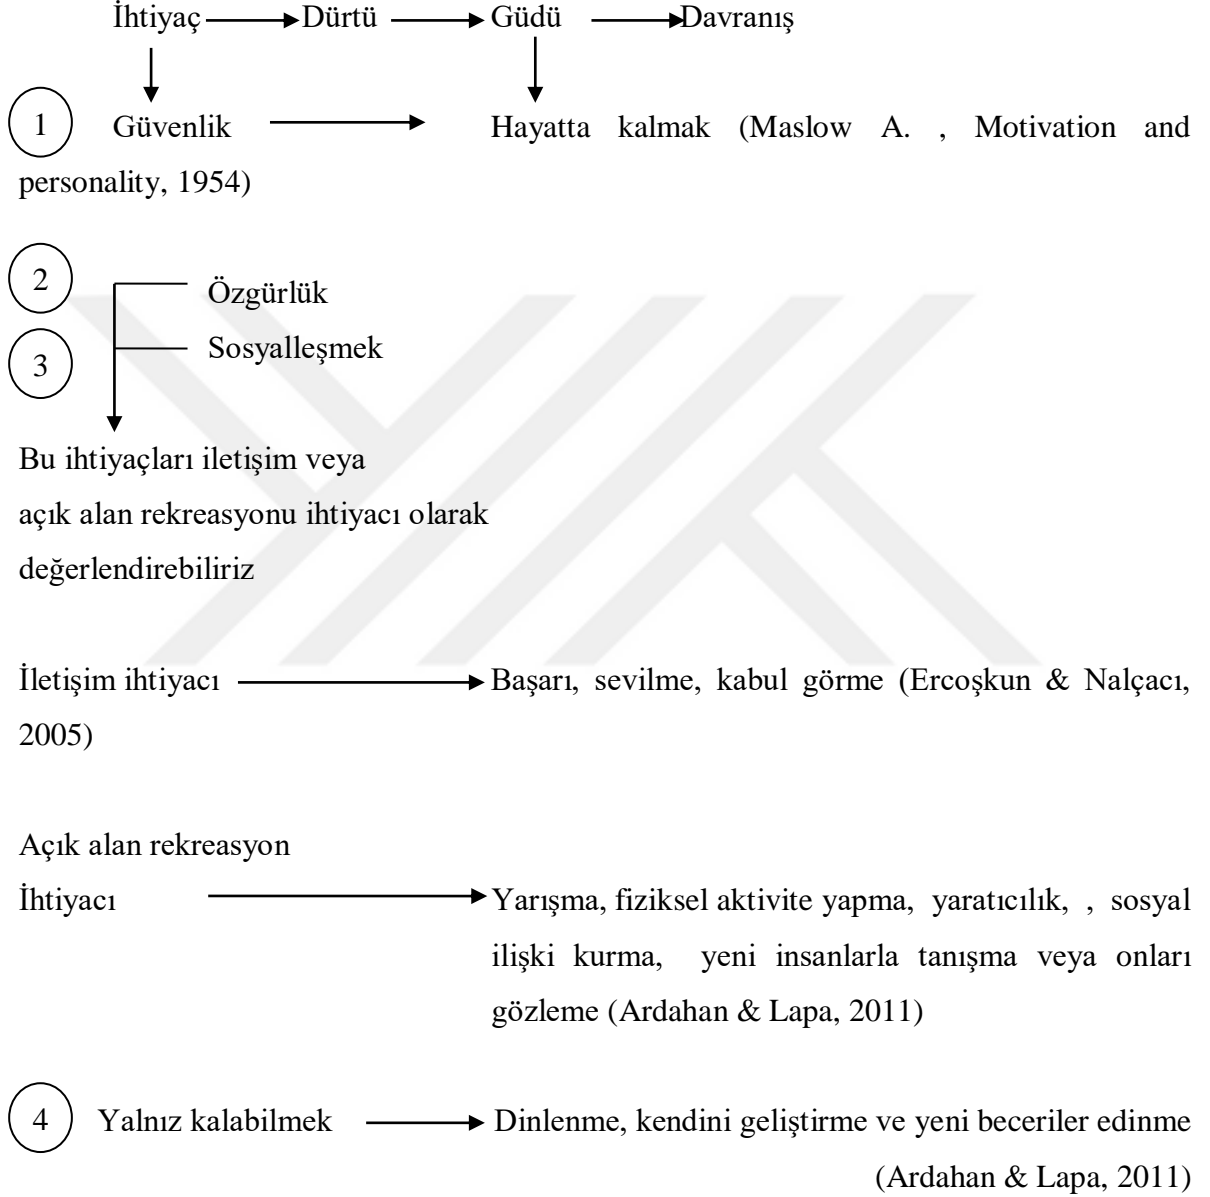 İhtiyaç Dürtü Güdü Davranış
1 Güvenlik Hayatta kalmak (Maslow A. , Motivation and
personality, 1954)
2 Özgürlük
3 Sosyalleşmek
Bu ihtiyaçları iletişim veya
açık alan rekreasyonu ihtiyacı olarak
değerlendirebiliriz
İletişim ihtiyacı Başarı, sevilme, kabul görme (Ercoşkun & Nalçacı,
2005)
Açık alan rekreasyon
İhtiyacı Yarışma, fiziksel aktivite yapma, yaratıcılık, , sosyal
ilişki kurma, yeni insanlarla tanışma veya onları
gözleme (Ardahan & Lapa, 2011)
4 Yalnız kalabilmek Dinlenme, kendini geliştirme ve yeni beceriler edinme
(Ardahan & Lapa, 2011)